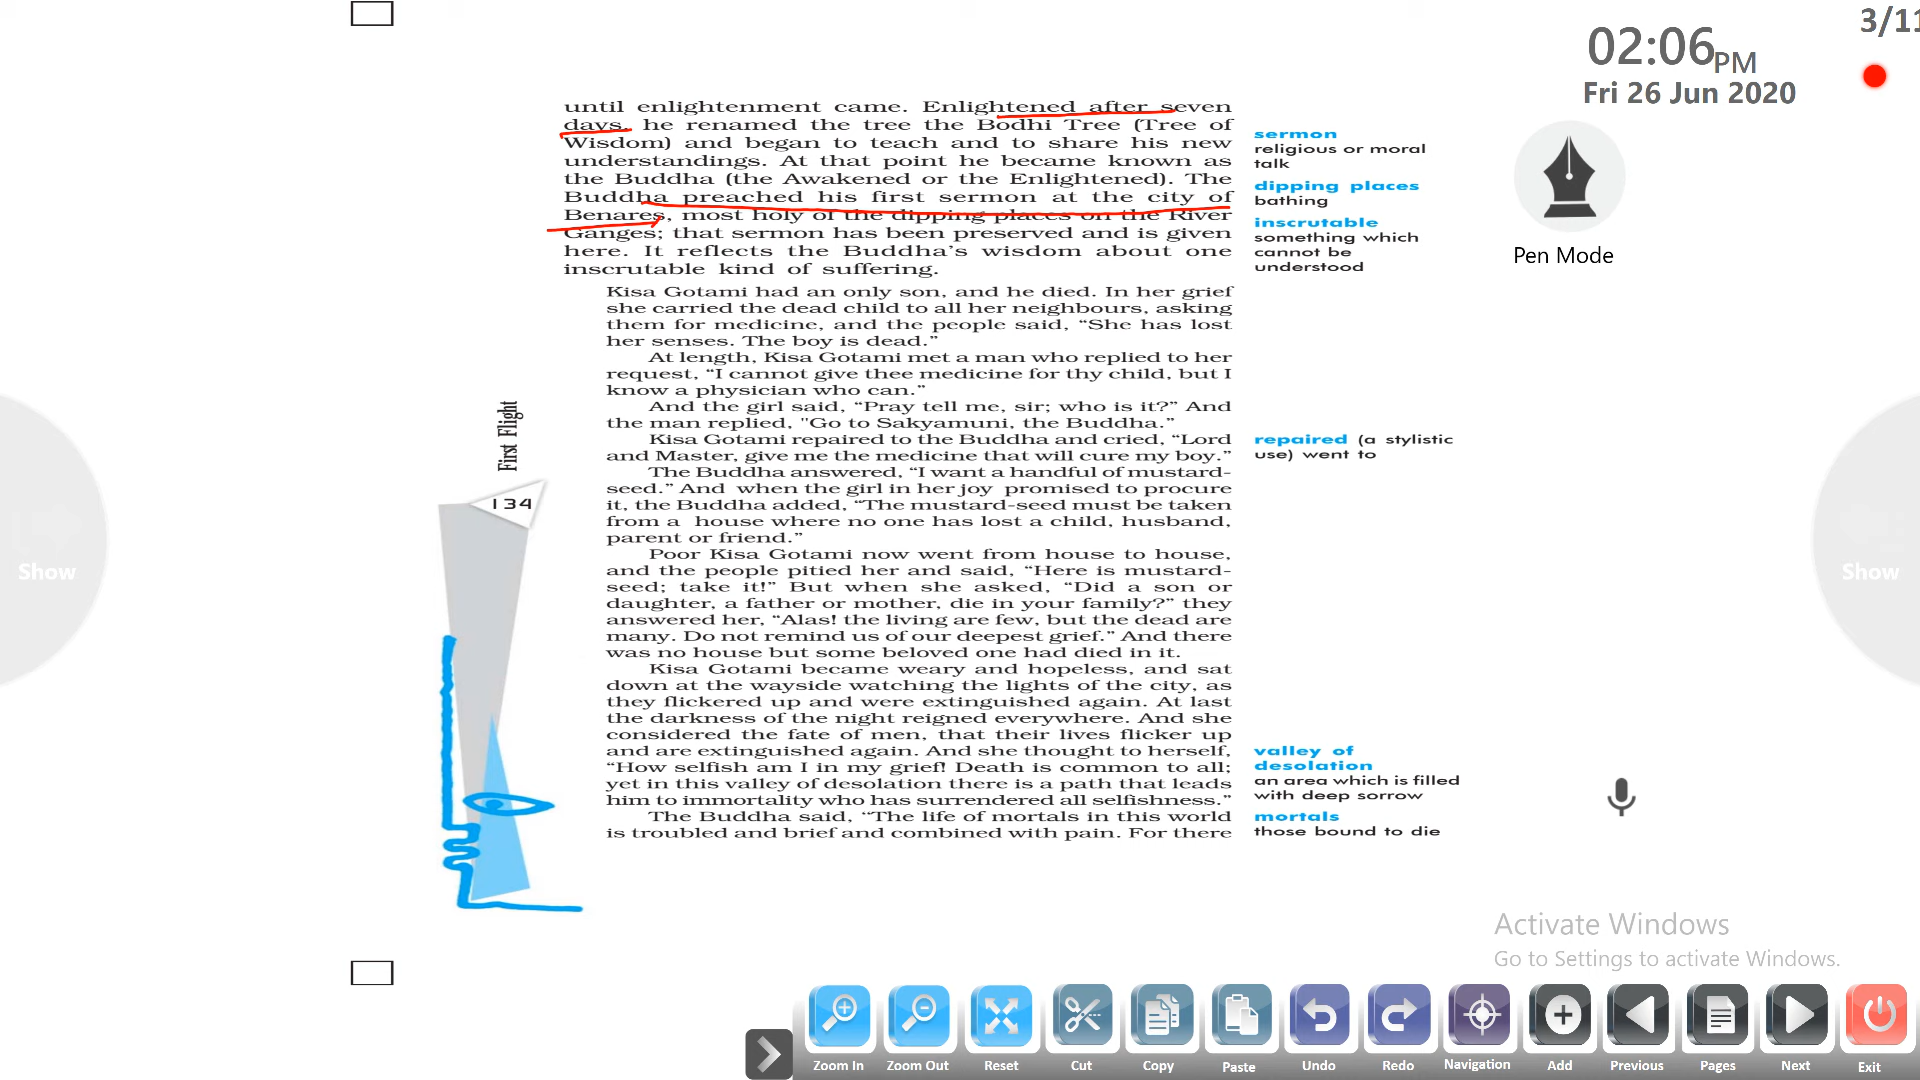 3/11
02:06PM
Fri 26 Jun 2020
Pen Mode
until enlightenment came. Enlightened after seven
days, he renamed the tree the Bodhi Tree (Tree of
Wisdom) and began to teach and to share his new
understandings. At that point he became known as
the Buddha (the Awakened or the Enlightened). The
Buddha preached his first sermon at the city of
Benares, most holy of the dipping places on the River
Ganges; that sermon has been preserved and is given
here. It reflects the Buddha’s wisdom about one
inscrutable kind of suffering.
sermon
religious or moral
talk
dipping places
bathing
inscrutable
something which
cannot be
understood
Kisa Gotami had an only son, and he died. In her grief
she carried the dead child to all her neighbours, asking
them for medicine, and the people said, “She has lost
her senses. The boy is dead.”
At length, Kisa Gotami met a man who replied to her
request, “I cannot give thee medicine for thy child, but I
know a physician who can.”
And the girl said, “Pray tell me, sir; who is it?” And
the man replied, "Go to Sakyamuni, the Buddha.”
Kisa Gotami repaired to the Buddha and cried, “Lord
and Master, give me the medicine that will cure my boy.”
The Buddha answered, “I want a handful of mustard-
seed.” And when the girl in her joy promised to procure
it, the Buddha added, “The mustard-seed must be taken
from a house where no one has lost a child, husband,
parent or friend.”
Poor Kisa Gotami now went from house to house,
and the people pitied her and said, “Here is mustard-
seed; take it!” But when she asked, “Did a son or
daughter, a father or mother, die in your family?” they
answered her, “Alas! the living are few, but the dead are
many. Do not remind us of our deepest grief.” And there
was no house but some beloved one had died in it.
Kisa Gotami became weary and hopeless, and sat
down at the wayside watching the lights of the city, as
they flickered up and were extinguished again. At last
the darkness of the night reigned everywhere. And she
considered the fate of men, that their lives flicker up
and are extinguished again. And she thought to herself,
“How selfish am I in my grief! Death is common to all;
yet in this valley of desolation there is a path that leads
him to immortality who has surrendered all selfishness.”
The Buddha said, “The life of mortals in this world
is troubled and brief and combined with pain. For there
repaired (a stylistic
use) went to
valley of
desolation
an area which is filled
with deep sorrow
mortals
those bound to die
First Flight
134
Show
Show
Activate Windows
Go to Settings to activate Windows.
Zoom In Zoom Out Reset Cut Copy Paste Undo Redo Navigation Add Previous Pages Next Exit